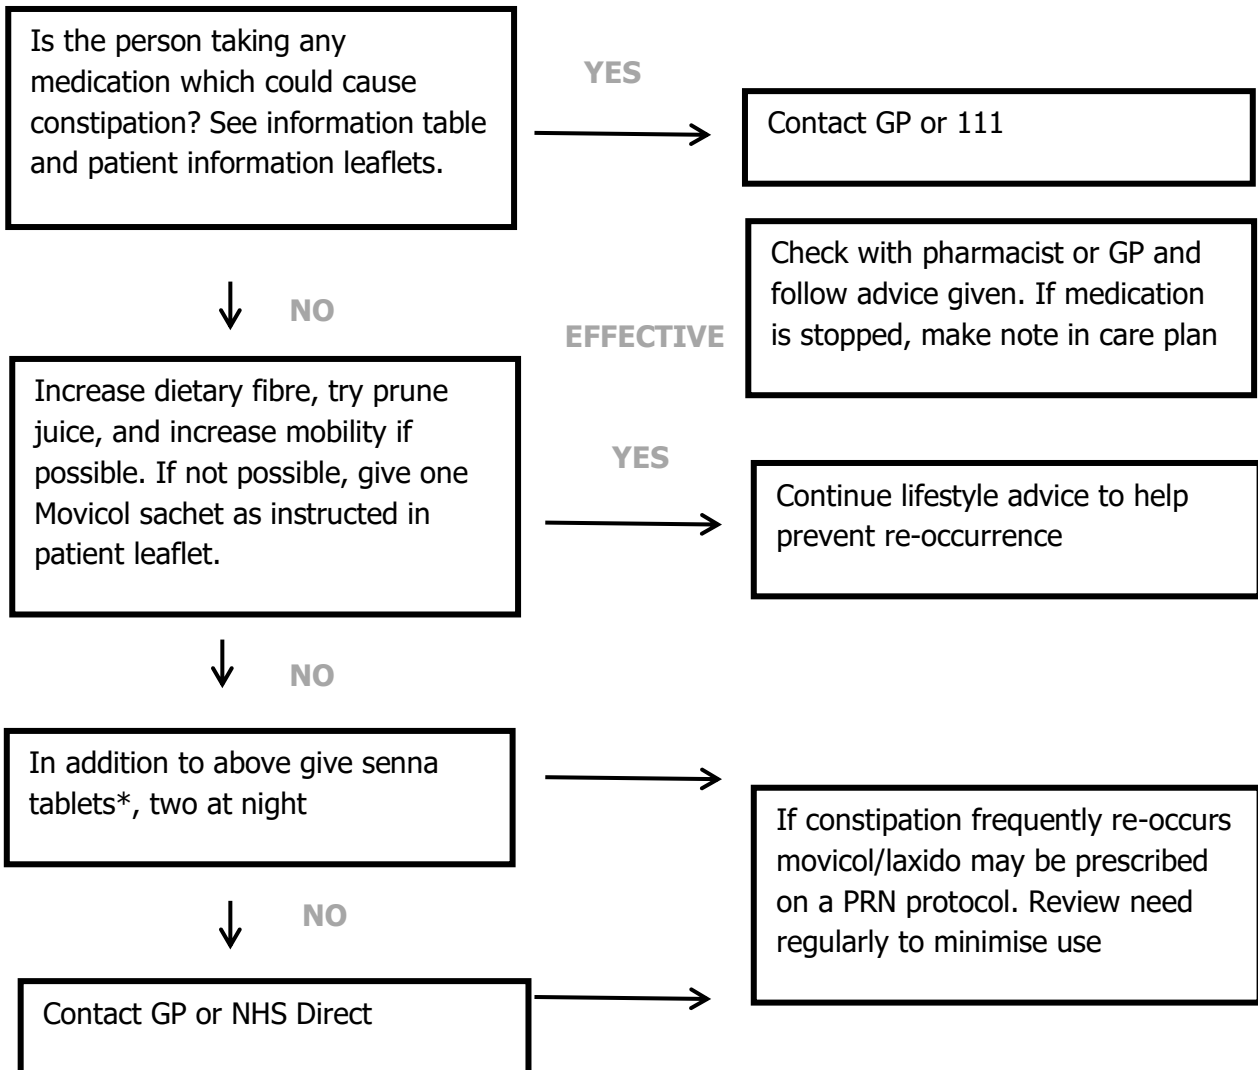 Is the person taking any
medication which could cause
constipation? See information table
and patient information leaflets.
YES
Contact GP or 111
NO
EFFECTIVE
Check with pharmacist or GP and
follow advice given. If medication
is stopped, make note in care plan
Increase dietary fibre, try prune
juice, and increase mobility if
possible. If not possible, give one
Movicol sachet as instructed in
patient leaflet.
YES
Continue lifestyle advice to help
prevent re-occurrence
NO
In addition to above give senna
tablets*, two at night
If constipation frequently re-occurs
movicol/laxido may be prescribed
on a PRN protocol. Review need
regularly to minimise use
NO
Contact GP or NHS Direct